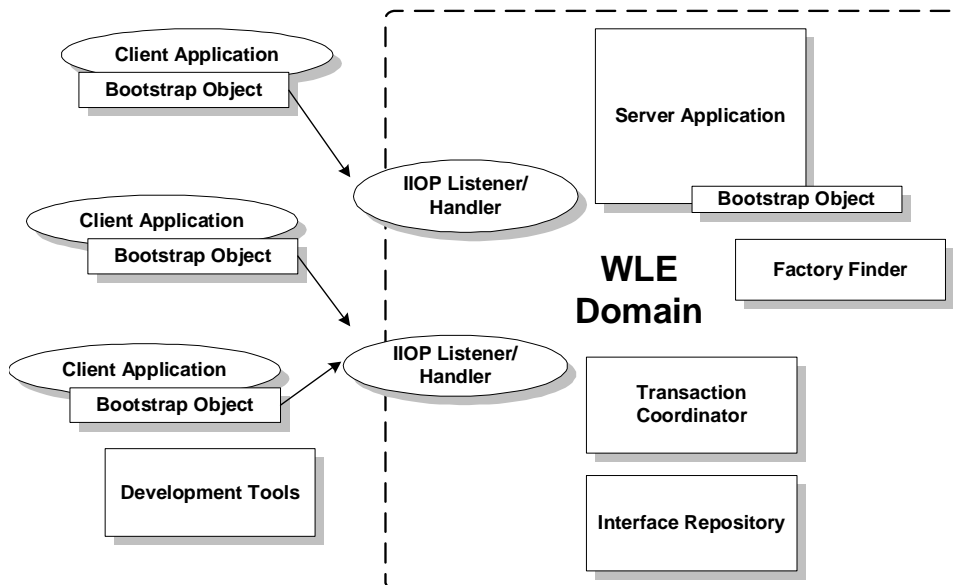 Client Application
Bootstrap Object
Server Application
IIOP Listener/
Handler
Bootstrap Object
Client Application
Bootstrap Object
WLE
Domain
Factory Finder
IIOP Listener/
Handler
Client Application
Bootstrap Object
Transaction
Coordinator
Development Tools
Interface Repository